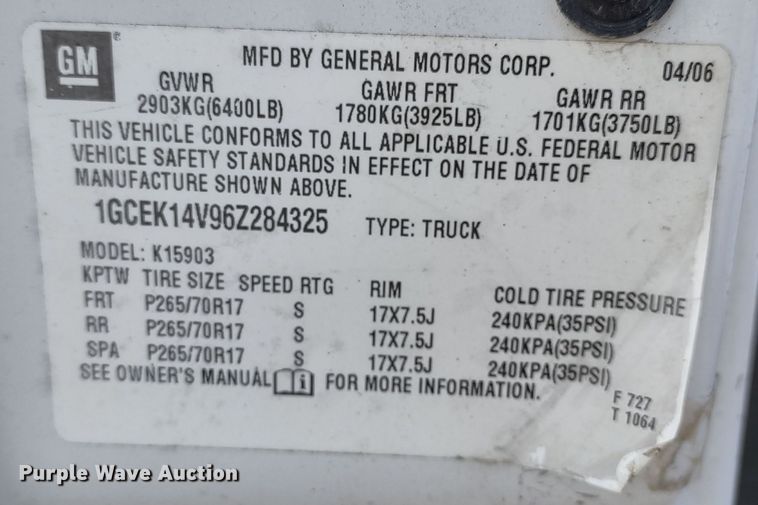 GM
MFD BY GENERAL MOTORS CORP. 04/06
GVWR GAWR FRT GAWR RR
2903KG(6400LB) 1780KG(3925LB) 1701KG(3750LB)
THIS VEHICLE CONFORMS TO ALL APPLICABLE U.S. FEDERAL MOTOR
VEHICLE SAFETY STANDARDS IN EFFECT ON THE DATE OF
MANUFACTURE SHOWN ABOVE.
1GCEK14V96Z284325 TYPE: TRUCK
MODEL: K15903
KPTW TIRE SIZE SPEED RTG RIM COLD TIRE PRESSURE
FRT P265/70R17 S 17X7.5J 240KPA(35PSI)
RR P265/70R17 S 17X7.5J 240KPA(35PSI)
SPA P265/70R17 S 17X7.5J 240KPA(35PSI)
SEE OWNER'S MANUAL i FOR MORE INFORMATION.
F 727
T 1064
Purple Wave Auction